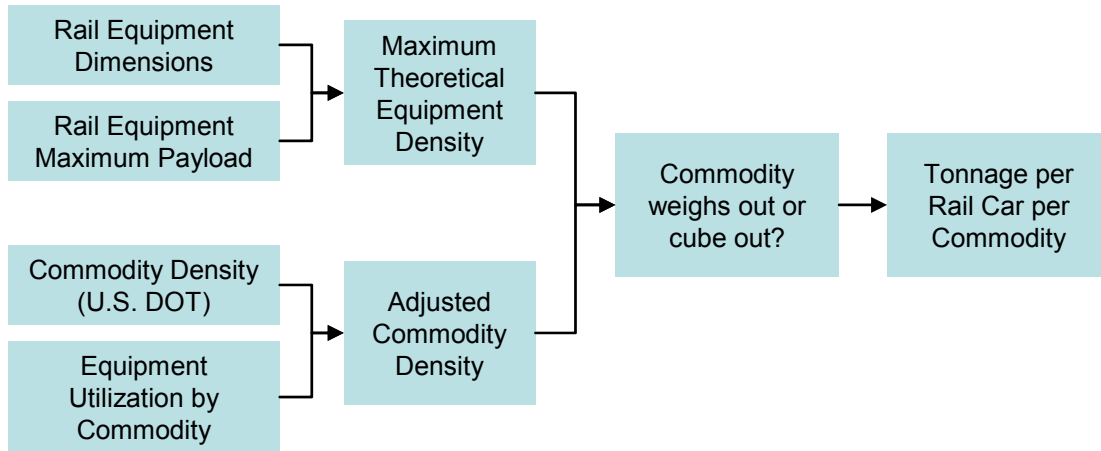 Rail Equipment
Dimensions
Rail Equipment
Maximum Payload
Maximum
Theoretical
Equipment
Density
Commodity Density
(U.S. DOT)
Equipment
Utilization by
Commodity
Adjusted
Commodity
Density
Commodity
weighs out or
cube out?
Tonnage per
Rail Car per
Commodity